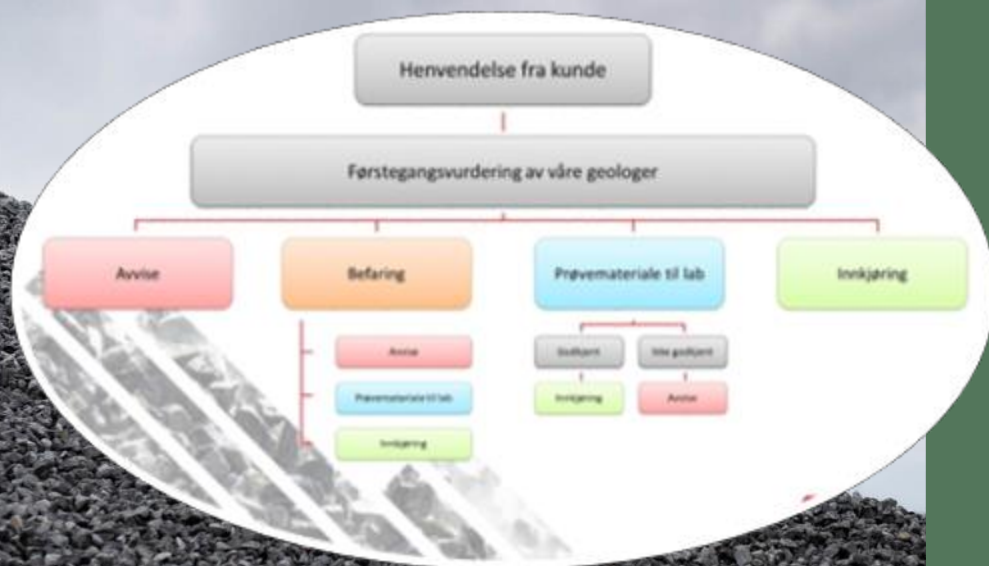 Henvendelse fra kunde
Førstegangsvurdering av våre geologer
Avvise
Befaring
Prøvemateriale til lab
Innkjøring
Avvise
Prøvemateriale til lab
Innkjøring
Godkjent
Ikke godkjent
Innkjøring
Avvise